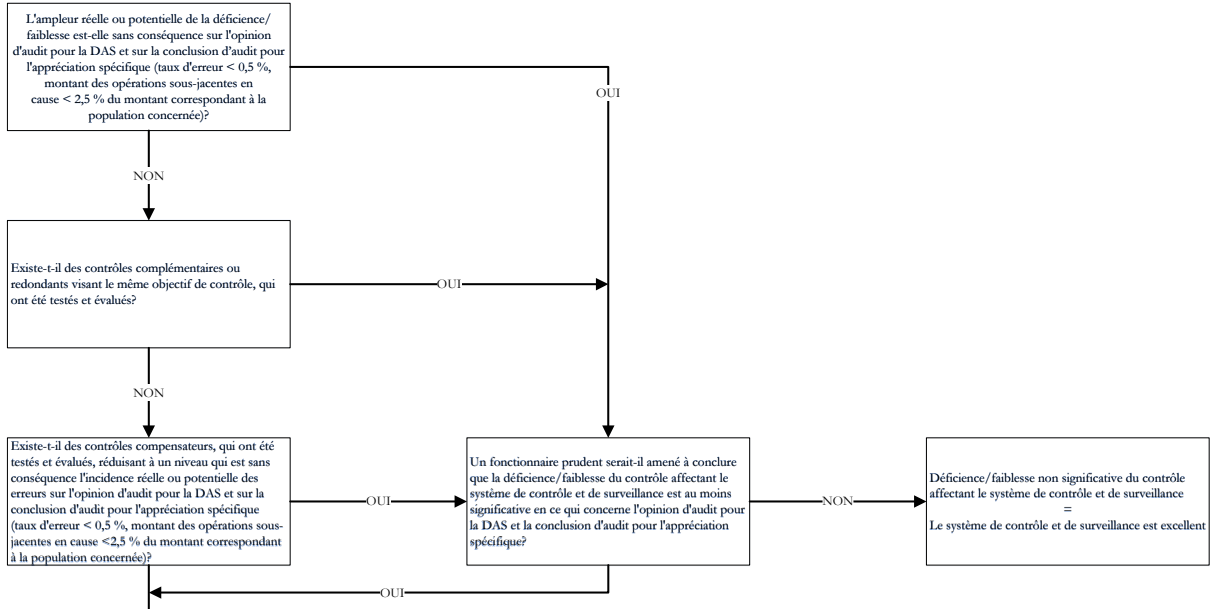 L'ampleur réelle ou potentielle de la déficience/
faiblesse est-elle sans conséquence sur l'opinion
d'audit pour la DAS et sur la conclusion d’audit pour
l'appréciation spécifique (taux d'erreur < 0,5 %,
montant des opérations sous-jacentes en
cause < 2,5 % du montant correspondant à la
population concernée)?
OUI
NON
Existe-t-il des contrôles complémentaires ou
redondants visant le même objectif de contrôle, qui
ont été testés et évalués?
OUI
NON
Existe-t-il des contrôles compensateurs, qui ont été
testés et évalués, réduisant à un niveau qui est sans
conséquence l'incidence réelle ou potentielle des
erreurs sur l'opinion d'audit pour la DAS et sur la
conclusion d'audit pour l'appréciation spécifique
(taux d'erreur < 0,5 %, montant des opérations sous-
jacentes en cause <2,5 % du montant correspondant
à la population concernée)?
OUI
Un fonctionnaire prudent serait-il amené à conclure
que la déficience/faiblesse du contrôle affectant le
système de contrôle et de surveillance est au moins
significative en ce qui concerne l'opinion d'audit pour
la DAS et la conclusion d'audit pour l'appréciation
spécifique?
NON
Déficience/faiblesse non significative du contrôle
affectant le système de contrôle et de surveillance
=
Le système de contrôle et de surveillance est excellent
OUI